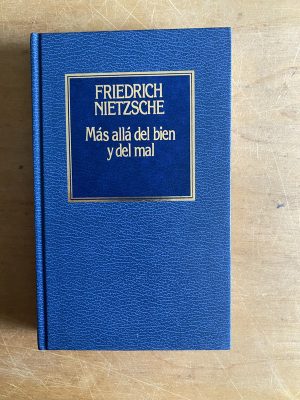 FRIEDRICH
NIETZSCHE
Más allá del bien
y del mal